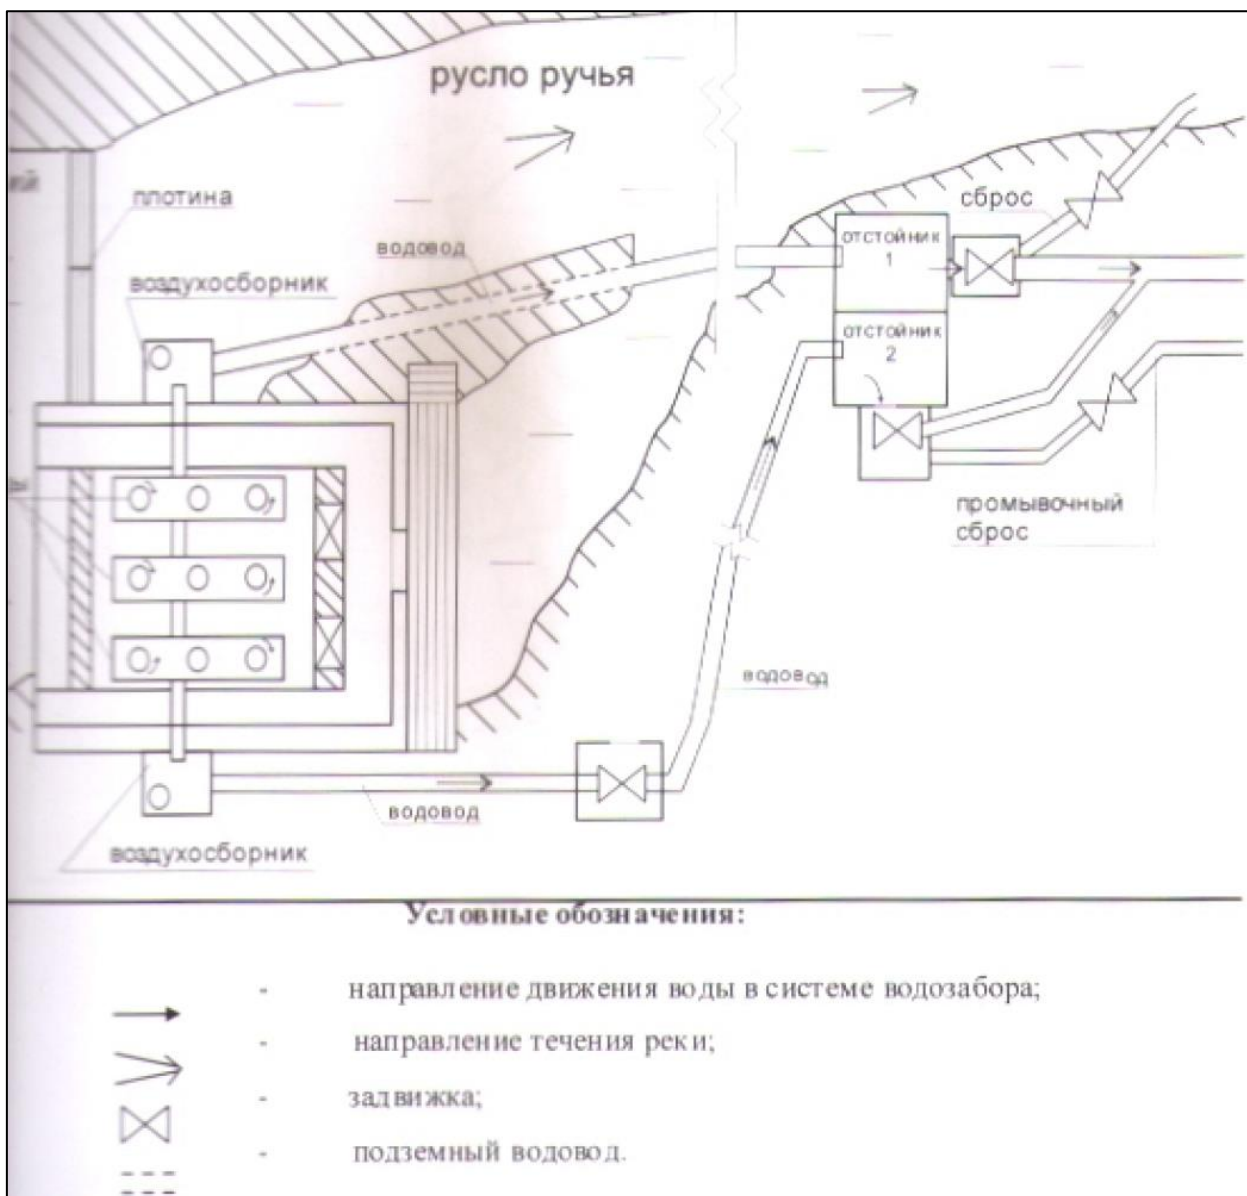 русло ручья
плотина
водовод
воздухосборник
сброс
отстойник
1
отстойник
2
промывочный
сброс
водовод
водовод
воздухосборник
Условные обозначения:
- направление движения воды в системе водозабора;
- направление течения реки;
- задвижка;
- подземный водовод.